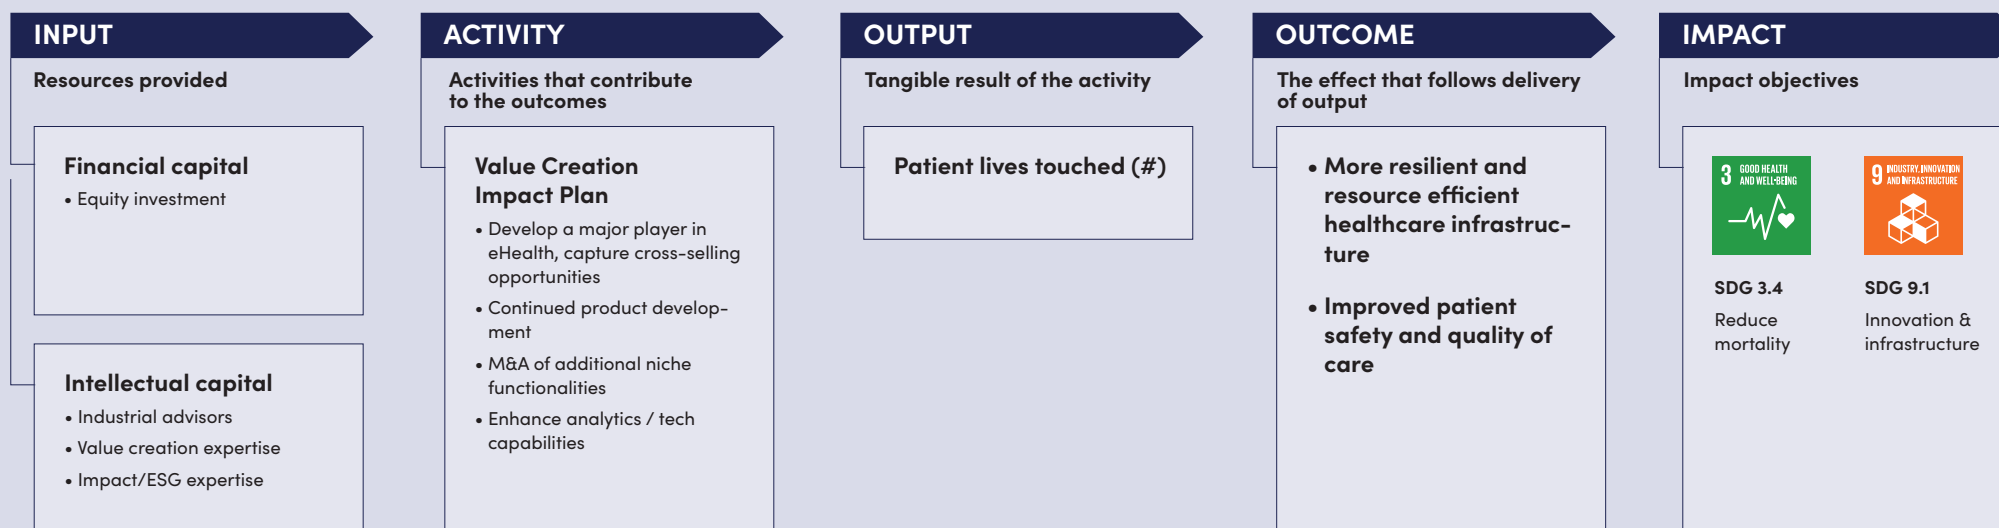 INPUT
Resources provided
Financial capital
• Equity investment
Intellectual capital
• Industrial advisors
• Value creation expertise
• Impact/ESG expertise
ACTIVITY
Activities that contribute
to the outcomes
Value Creation
Impact Plan
• Develop a major player in
eHealth, capture cross-selling
opportunities
• Continued product develop-
ment
• M&A of additional niche
functionalities
• Enhance analytics / tech
capabilities
OUTPUT
Tangible result of the activity
Patient lives touched (#)
OUTCOME
The effect that follows delivery
of output
• More resilient and
resource efficient
healthcare infrastruc-
ture
• Improved patient
safety and quality of
care
IMPACT
Impact objectives
3 GOOD HEALTH
AND WELL-BEING
SDG 3.4
Reduce
mortality
9 INDUSTRY, INNOVATION
AND INFRASTRUCTURE
SDG 9.1
Innovation &
infrastructure